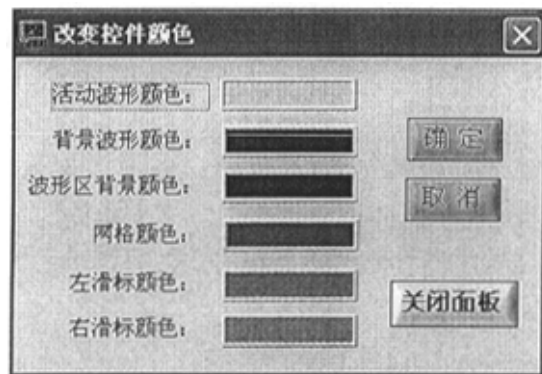 改变控件颜色
活动波形颜色：
背景波形颜色：
波形区背景颜色：
网格颜色：
左滑标颜色：
右滑标颜色：
确定
取消
关闭面板